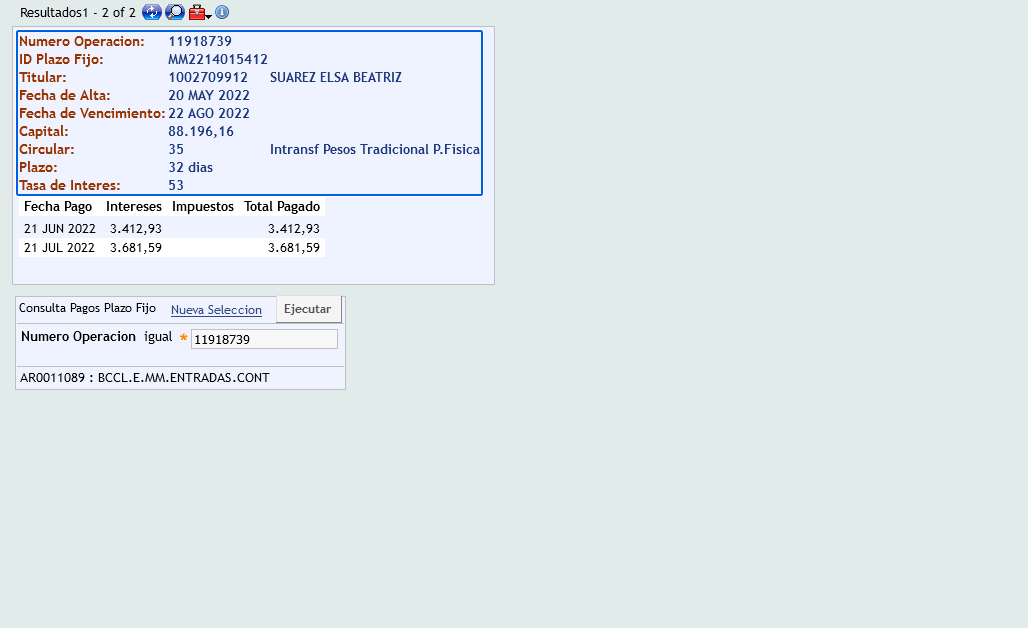 Resultados1 - 2 of 2
Numero Operacion: 11918739
ID Plazo Fijo: MM2214015412
Titular: 1002709912 SUAREZ ELSA BEATRIZ
Fecha de Alta: 20 MAY 2022
Fecha de Vencimiento: 22 AGO 2022
Capital: 88.196,16
Circular: 35 Intransf Pesos Tradicional P.Fisica
Plazo: 32 dias
Tasa de Interes: 53
Fecha Pago Intereses Impuestos Total Pagado
21 JUN 2022 3.412,93 3.412,93
21 JUL 2022 3.681,59 3.681,59
Consulta Pagos Plazo Fijo Nueva Seleccion Ejecutar
Numero Operacion igual * 11918739
AR0011089 : BCCL.E.MM.ENTRADAS.CONT